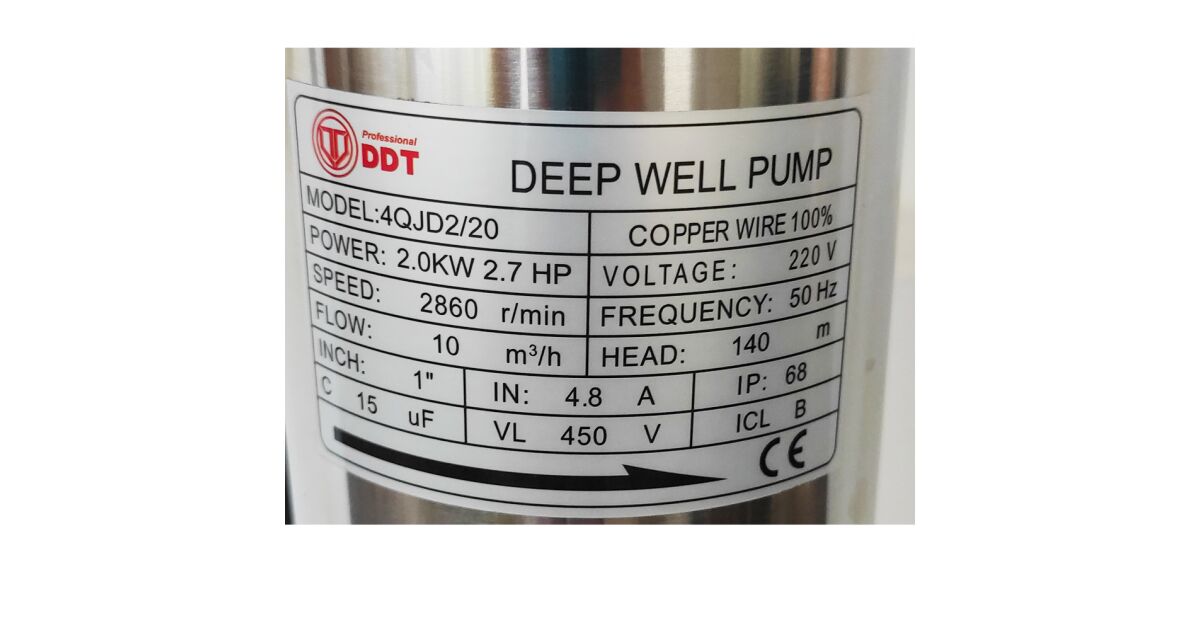 Professional
DDT
DEEP WELL PUMP
MODEL:4QJD2/20
COPPER WIRE 100%
POWER: 2.0KW 2.7 HP
VOLTAGE: 220 V
SPEED: 2860 r/min
FREQUENCY: 50 Hz
FLOW: 10 m³/h
HEAD: 140 m
INCH: 1"
IN: 4.8 A
IP: 68
C 15 uF
VL 450 V
ICL B
CE